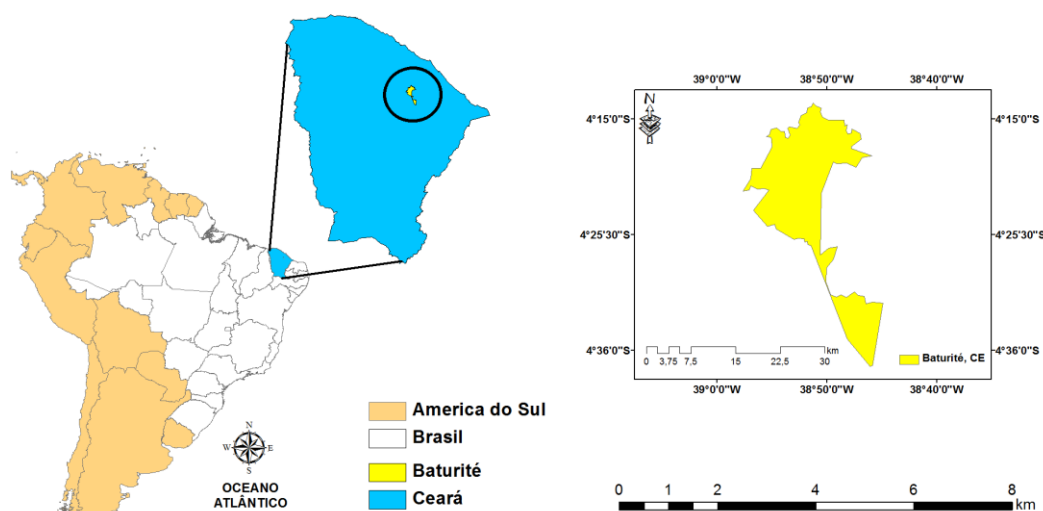 N
W
E
S
OCEANO
ATLÂNTICO
America do Sul
Brasil
Baturité
Ceará
39°0'0"W 38°50'0"W 38°40'0"W
N
4°15'0"S 4°15'0"S
4°25'30"S 4°25'30"S
4°36'0"S 4°36'0"S
km
0 3,75 7,5 15 22,5 30
Baturité, CE
39°0'0"W 38°50'0"W 38°40'0"W
0 1 2 4 6 8
km